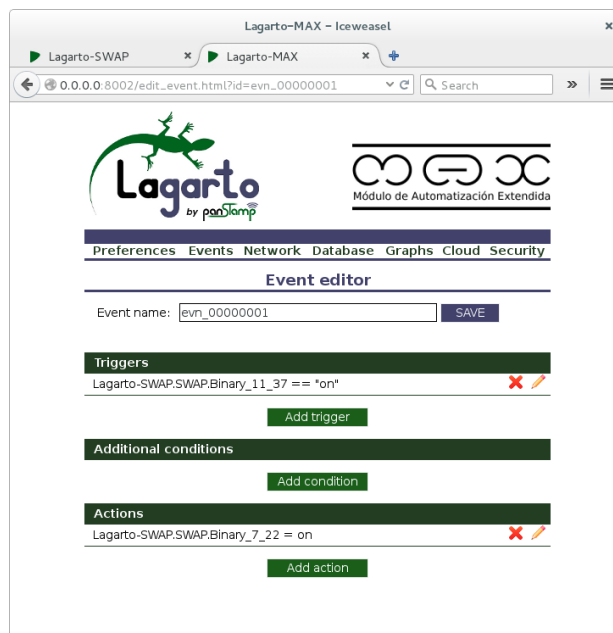 Lagarto-MAX - Iceweasel
Lagarto-SWAP
Lagarto-MAX
0.0.0.0:8002/edit_event.html?id=evn_00000001
Search
Lagarto
by panStamp
MAX
Módulo de Automatización Extendida
Preferences Events Network Database Graphs Cloud Security
Event editor
Event name: evn_00000001 SAVE
Triggers
Lagarto-SWAP.SWAP.Binary_11_37 == "on"
Add trigger
Additional conditions
Add condition
Actions
Lagarto-SWAP.SWAP.Binary_7_22 = on
Add action